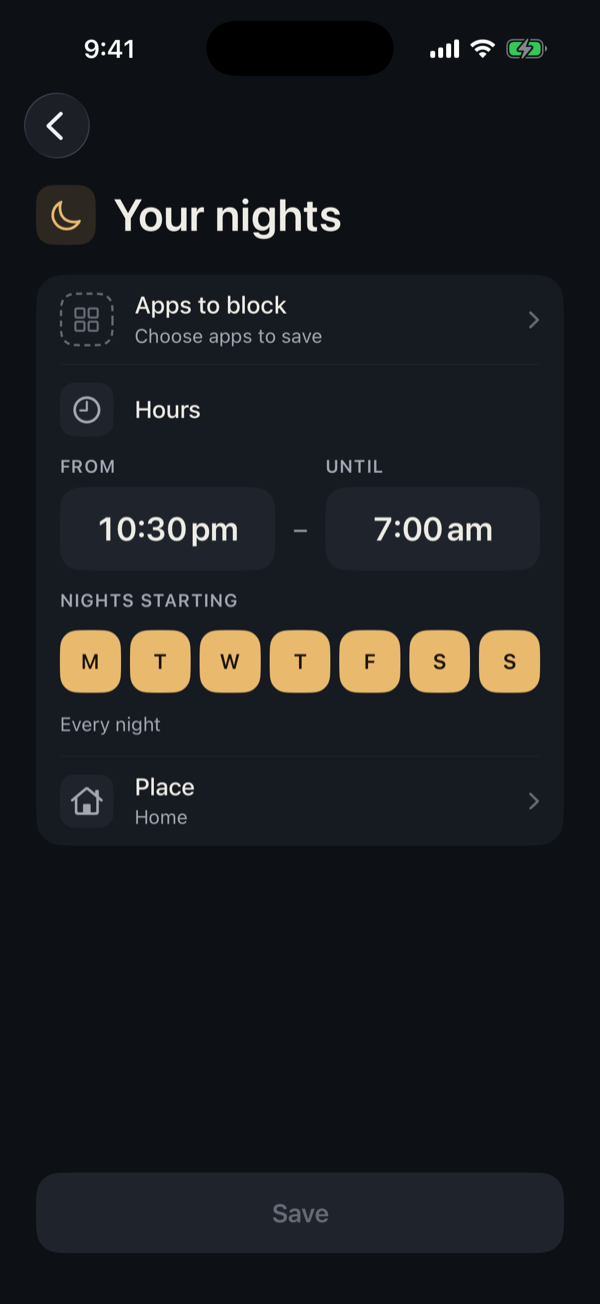 9:41
Your nights
Apps to block
Choose apps to save
Hours
FROM UNTIL
10:30 pm – 7:00 am
NIGHTS STARTING
M T W T F S S
Every night
Place
Home
Save